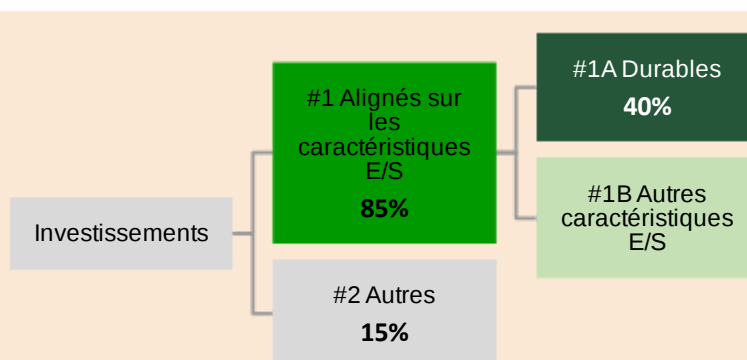 Investissements
#1 Alignés sur
les
caractéristiques
E/S
85%
#2 Autres
15%
#1A Durables
40%
#1B Autres
caractéristiques
E/S